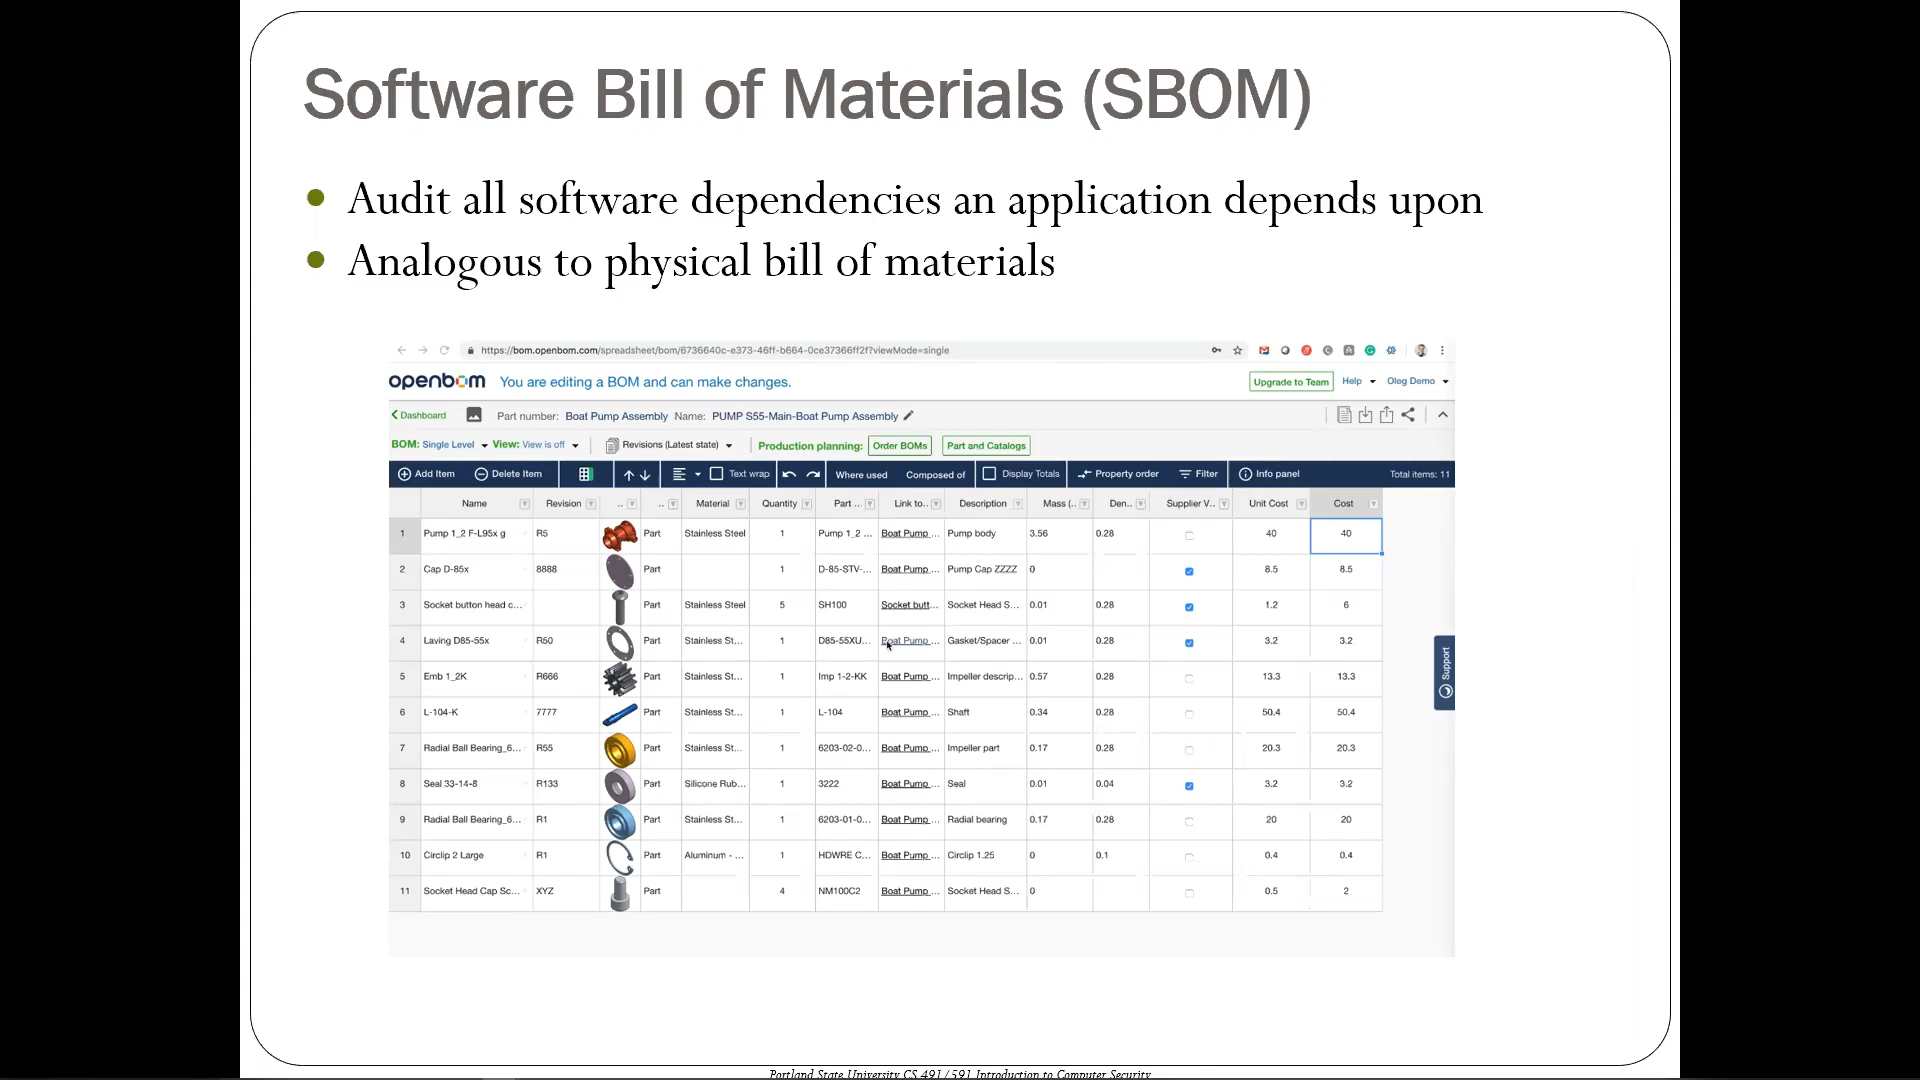 Software Bill of Materials (SBOM)
Audit all software dependencies an application depends upon
Analogous to physical bill of materials
https://bom.openbom.com/spreadsheet/bom/6736640c-e373-46ff-b664-0ce37366ff2f?viewMode=single
openbom You are editing a BOM and can make changes. Upgrade to Team Help Oleg Demo
Dashboard Part number: Boat Pump Assembly Name: PUMP S55-Main-Boat Pump Assembly
BOM: Single Level View: View is off Revisions (Latest state) Production planning: Order BOMs Part and Catalogs
Add Item Delete Item Text wrap Where used Composed of Display Totals Property order Filter Info panel Total items: 11
Name Revision .. .. Material Quantity Part ... Link to.. Description Mass (.. Den.. Supplier V... Unit Cost Cost
1 Pump 1_2 F-L95x g R5 Part Stainless Steel 1 Pump 1_2 ... Boat Pump ... Pump body 3.56 0.28 40 40
2 Cap D-85x 8888 Part 1 D-85-STV-... Boat Pump ... Pump Cap ZZZZ 0 8.5 8.5
3 Socket button head c... Part Stainless Steel 5 SH100 Socket butt... Socket Head S... 0.01 0.28 1.2 6
4 Laving D85-55x R50 Part Stainless St... 1 D85-55XU... Boat Pump ... Gasket/Spacer ... 0.01 0.28 3.2 3.2
5 Emb 1_2K R666 Part Stainless St... 1 Imp 1-2-KK Boat Pump ... Impeller descrip... 0.57 0.28 13.3 13.3
6 L-104-K 7777 Part Stainless St... 1 L-104 Boat Pump ... Shaft 0.34 0.28 50.4 50.4
7 Radial Ball Bearing_6... R55 Part Stainless St... 1 6203-02-0... Boat Pump ... Impeller part 0.17 0.28 20.3 20.3
8 Seal 33-14-8 R133 Part Silicone Rub... 1 3222 Boat Pump ... Seal 0.01 0.04 3.2 3.2
9 Radial Ball Bearing_6... R1 Part Stainless St... 1 6203-01-0... Boat Pump ... Radial bearing 0.17 0.28 20 20
10 Circlip 2 Large R1 Part Aluminum - ... 1 HDWRE C... Boat Pump ... Circlip 1.25 0 0.1 0.4 0.4
11 Socket Head Cap Sc... XYZ Part 4 NM100C2 Boat Pump ... Socket Head S... 0 0.5 2
Support
Portland State University CS 491/591 Introduction to Computer Security